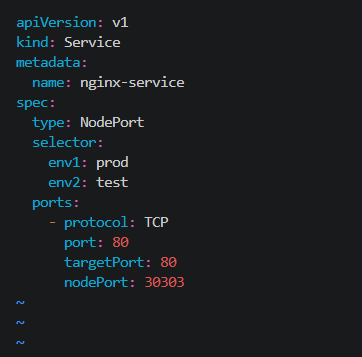 apiVersion: v1
kind: Service
metadata:
  name: nginx-service
spec:
  type: NodePort
  selector:
    env1: prod
    env2: test
  ports:
    - protocol: TCP
      port: 80
      targetPort: 80
      nodePort: 30303
~
~
~